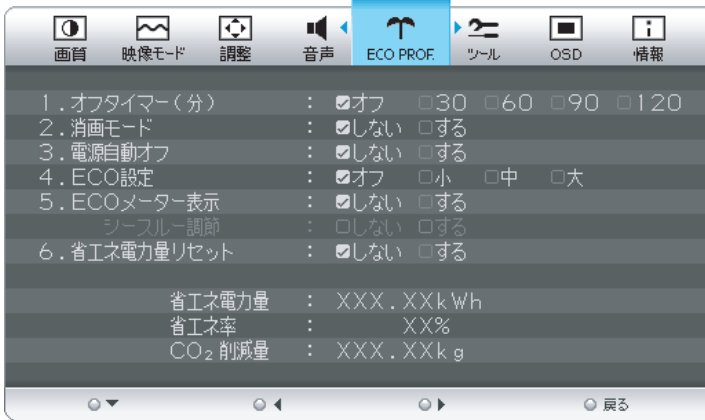 画質 映像モード 調整 音声 ECO PROF. ツール OSD 情報
1.オフタイマー(分) : ☑オフ □30 □60 □90 □120
2.消画モード : ☑しない □する
3.電源自動オフ : ☑しない □する
4.ECO設定 : ☑オフ □小 □中 □大
5.ECOメーター表示 : ☑しない □する
シースルー調節 : □しない □する
6.省エネ電力量リセット : ☑しない □する
省エネ電力量 : XXX.XXkWh
省エネ率 : XX%
CO₂削減量 : XXX.XXkg
戻る